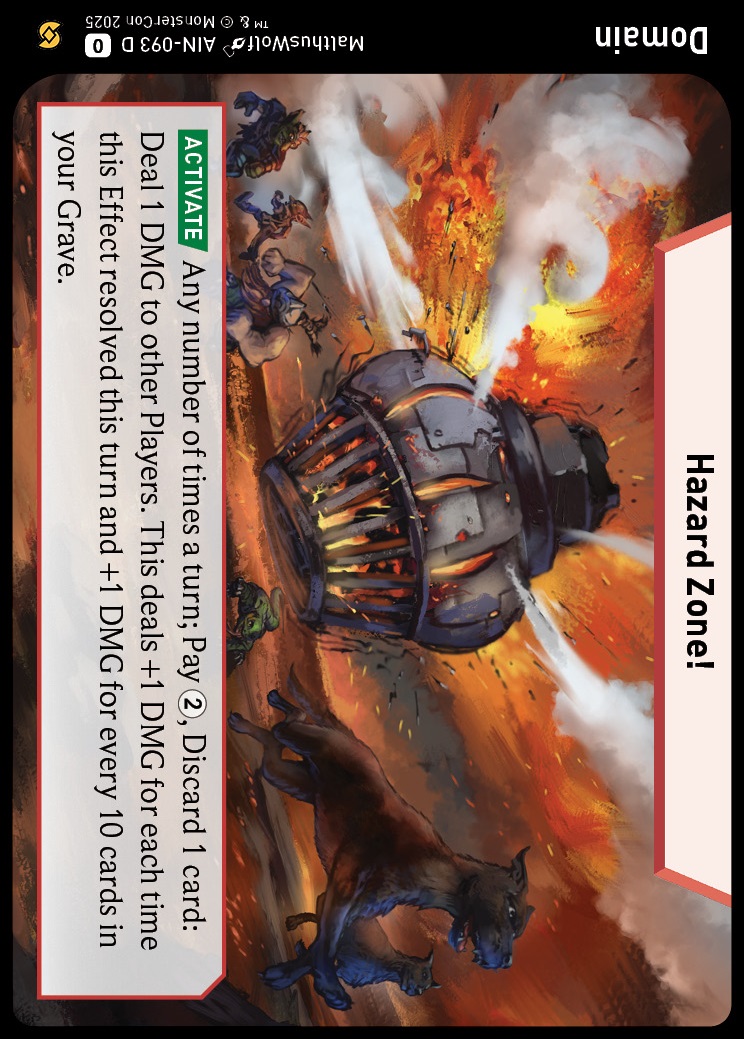 Hazard Zone!
ACTIVATE Any number of times a turn; Pay 2, Discard 1 card:
Deal 1 DMG to other Players. This deals +1 DMG for each time
this Effect resolved this turn and +1 DMG for every 10 cards in
your Grave.
Domain
MalthusWolf AIN-093 D 0
™ & © MonsterCon 2025